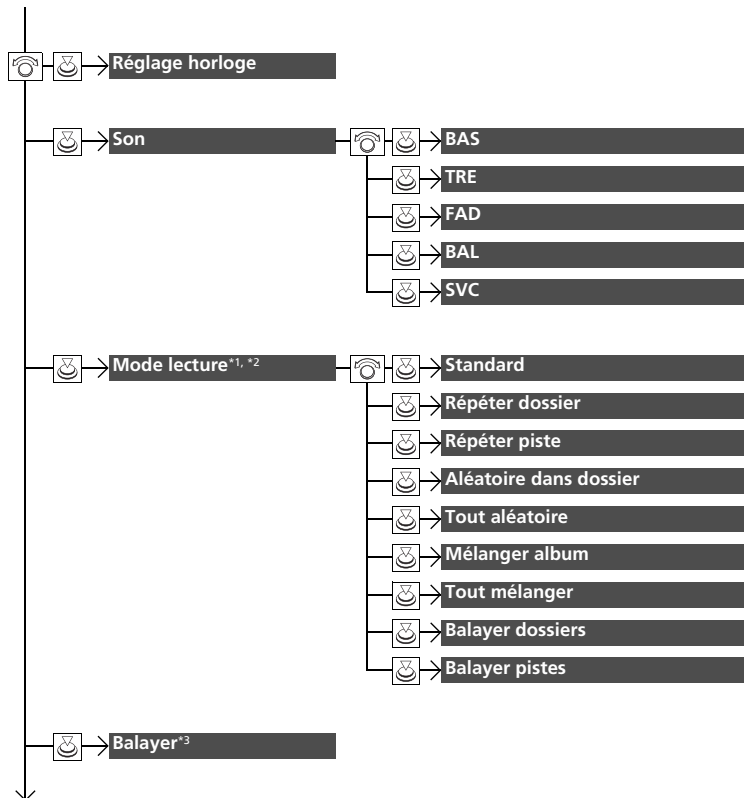 Réglage horloge
Son
BAS
TRE
FAD
BAL
SVC
Mode lecture*1, *2
Standard
Répéter dossier
Répéter piste
Aléatoire dans dossier
Tout aléatoire
Mélanger album
Tout mélanger
Balayer dossiers
Balayer pistes
Balayer*3